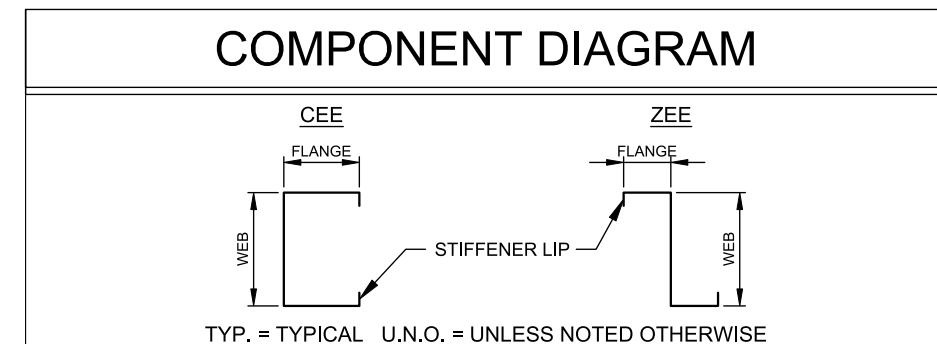 COMPONENT DIAGRAM
CEE
ZEE
FLANGE
FLANGE
WEB
STIFFENER LIP
WEB
TYP. = TYPICAL U.N.O. = UNLESS NOTED OTHERWISE